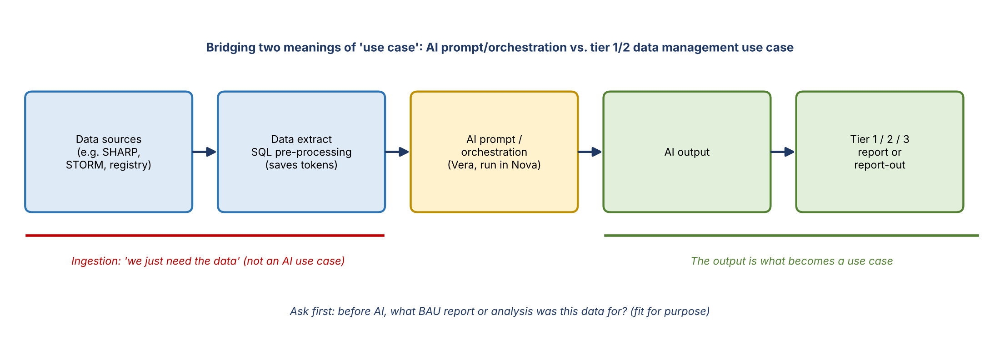 Bridging two meanings of 'use case': AI prompt/orchestration vs. tier 1/2 data management use case
Data sources
(e.g. SHARP,
STORM, registry)
Data extract
SQL pre-processing
(saves tokens)
AI prompt /
orchestration
(Vera, run in Nova)
AI output
Tier 1 / 2 / 3
report or
report-out
Ingestion: 'we just need the data' (not an AI use case)
The output is what becomes a use case
Ask first: before AI, what BAU report or analysis was this data for? (fit for purpose)